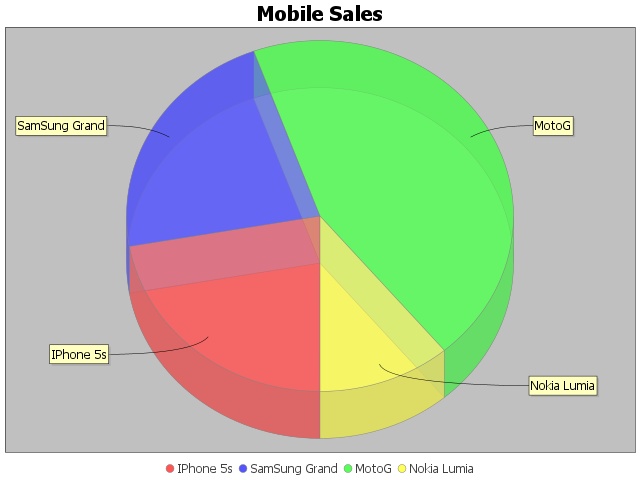 Mobile Sales
SamSung Grand
MotoG
IPhone 5s
Nokia Lumia
IPhone 5s SamSung Grand MotoG Nokia Lumia